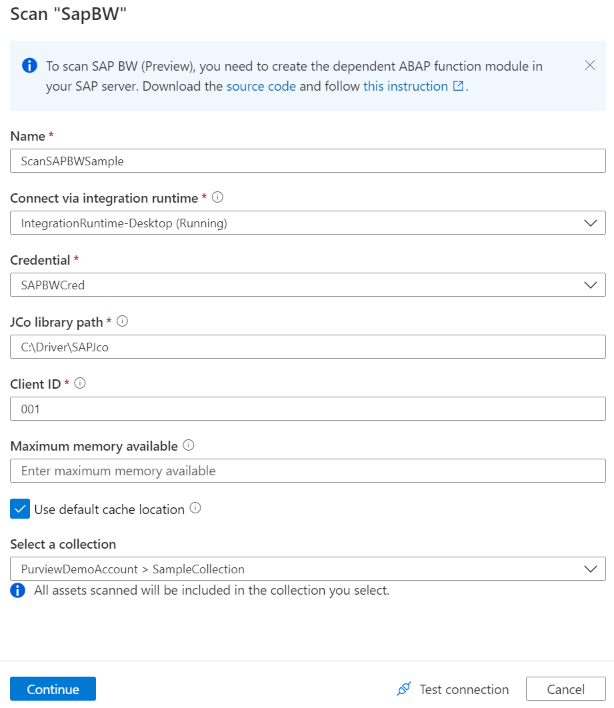 Scan "SapBW"
To scan SAP BW (Preview), you need to create the dependent ABAP function module in
your SAP server. Download the source code and follow this instruction.
Name *
ScanSAPBWSample
Connect via integration runtime *
IntegrationRuntime-Desktop (Running)
Credential *
SAPBWCred
JCo library path *
C:\Driver\SAPJco
Client ID *
001
Maximum memory available
Enter maximum memory available
Use default cache location
Select a collection
PurviewDemoAccount > SampleCollection
All assets scanned will be included in the collection you select.
Continue
Test connection
Cancel